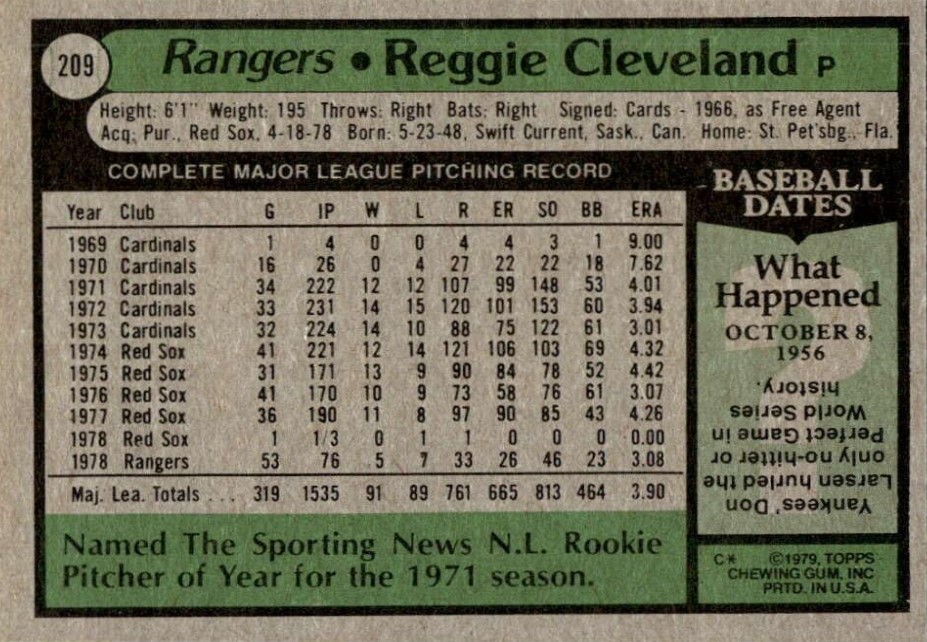 209
Rangers • Reggie Cleveland P
Height: 6'1" Weight: 195 Throws: Right Bats: Right Signed: Cards - 1966, as Free Agent
Acq: Pur., Red Sox, 4-18-78 Born: 5-23-48, Swift Current, Sask., Can. Home: St. Pet'sbg., Fla.
COMPLETE MAJOR LEAGUE PITCHING RECORD
Year Club G IP W L R ER SO BB ERA
1969 Cardinals 1 4 0 0 4 4 3 1 9.00
1970 Cardinals 16 26 0 4 27 22 22 18 7.62
1971 Cardinals 34 222 12 12 107 99 148 53 4.01
1972 Cardinals 33 231 14 15 120 101 153 60 3.94
1973 Cardinals 32 224 14 10 88 75 122 61 3.01
1974 Red Sox 41 221 12 14 121 106 103 69 4.32
1975 Red Sox 31 171 13 9 90 84 78 52 4.42
1976 Red Sox 41 170 10 9 73 58 76 61 3.07
1977 Red Sox 36 190 11 8 97 90 85 43 4.26
1978 Red Sox 1 1/3 0 1 1 0 0 0 0.00
1978 Rangers 53 76 5 7 33 26 46 23 3.08
Maj. Lea. Totals ... 319 1535 91 89 761 665 813 464 3.90
Named The Sporting News N.L. Rookie
Pitcher of Year for the 1971 season.
BASEBALL
DATES
What
Happened
OCTOBER 8,
1956
Yankees' Don
Larsen hurled the
only no-hitter or
Perfect Game in
World Series
history.
C* ©1979, TOPPS
CHEWING GUM, INC
PRTD. IN U.S.A.